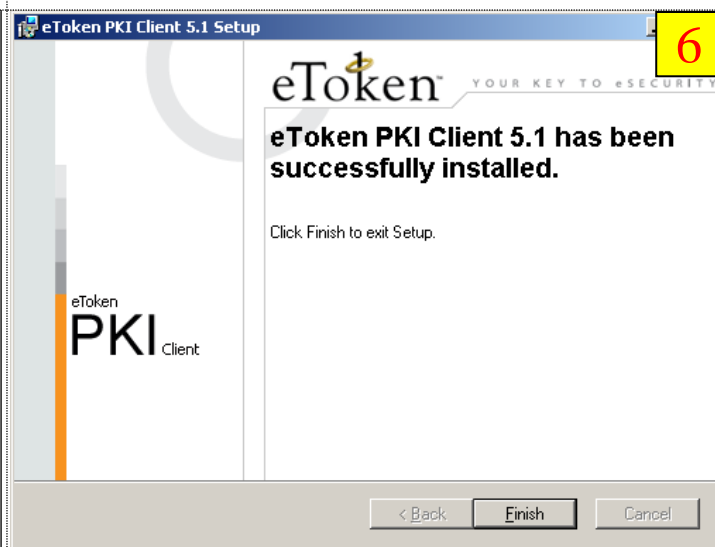 eToken PKI Client 5.1 Setup
6
eToken™ YOUR KEY TO eSECURITY
eToken PKI Client 5.1 has been
successfully installed.
Click Finish to exit Setup.
eToken
PKI Client
< Back Finish Cancel